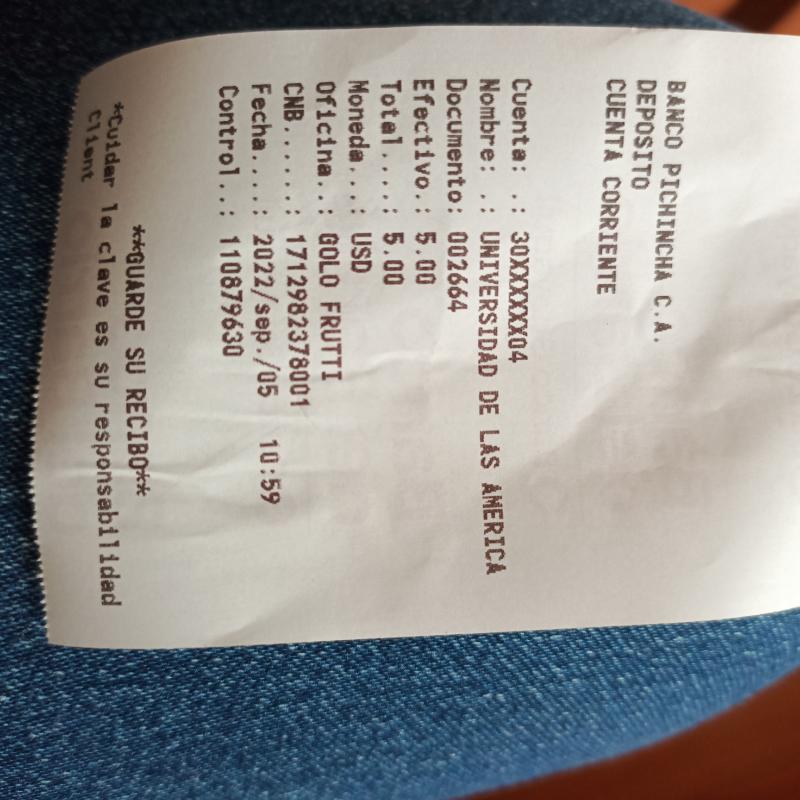 BANCO PICHINCHA C.A.
DEPOSITO
CUENTA CORRIENTE
Cuenta: .: 30XXXXXX04
Nombre: .: UNIVERSIDAD DE LAS AMERICA
Documento: 002664
Efectivo.: 5.00
Total....: 5.00
Moneda...: USD
Oficina..: GOLO FRUTTI
CNB......: 1712982378001
Fecha....: 2022/sep./05 10:59
Control..: 110879630
**GUARDE SU RECIBO**
*Cuidar la clave es su responsabilidad
Client